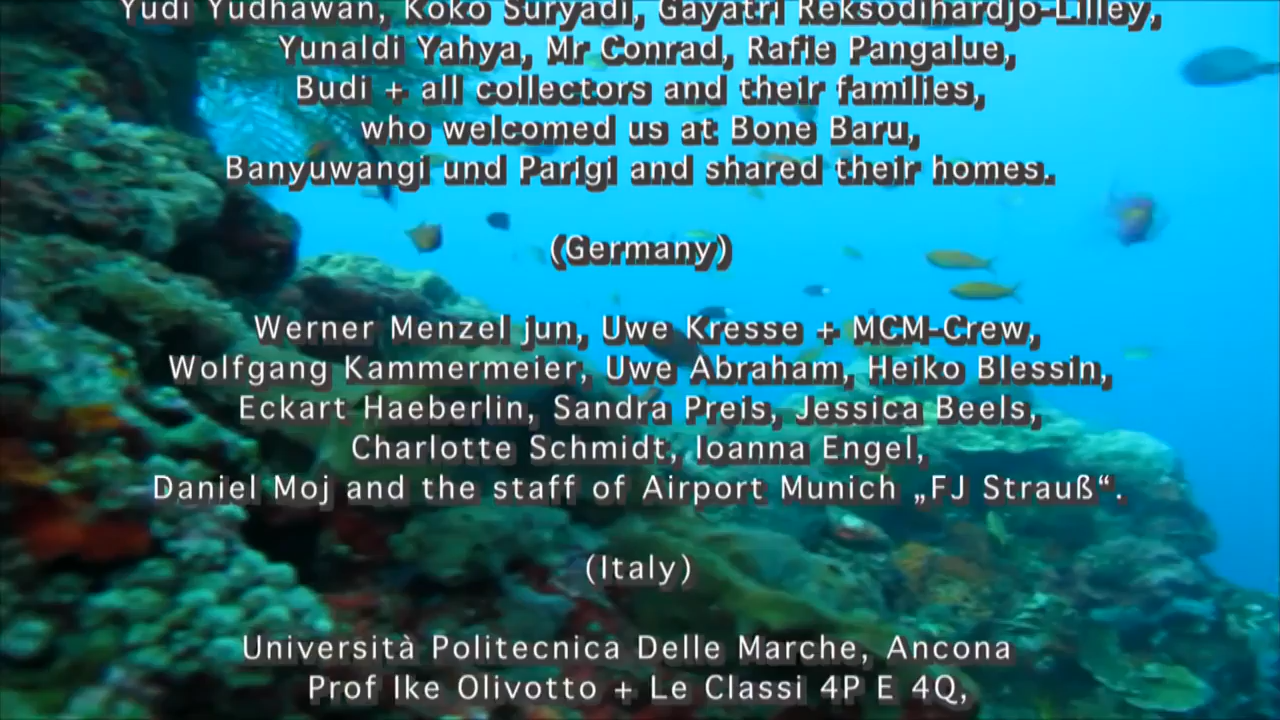 Yudi Yudhawan, Koko Suryadi, Gayatri Reksodihardjo-Lilley,
Yunaldi Yahya, Mr Conrad, Rafie Pangalue,
Budi + all collectors and their families,
who welcomed us at Bone Baru,
Banyuwangi und Parigi and shared their homes.
(Germany)
Werner Menzel jun, Uwe Kresse + MCM-Crew,
Wolfgang Kammermeier, Uwe Abraham, Heiko Blessin,
Eckart Haeberlin, Sandra Preis, Jessica Beels,
Charlotte Schmidt, Ioanna Engel,
Daniel Moj and the staff of Airport Munich „FJ Strauß“.
(Italy)
Università Politecnica Delle Marche, Ancona
Prof Ike Olivotto + Le Classi 4P E 4Q,